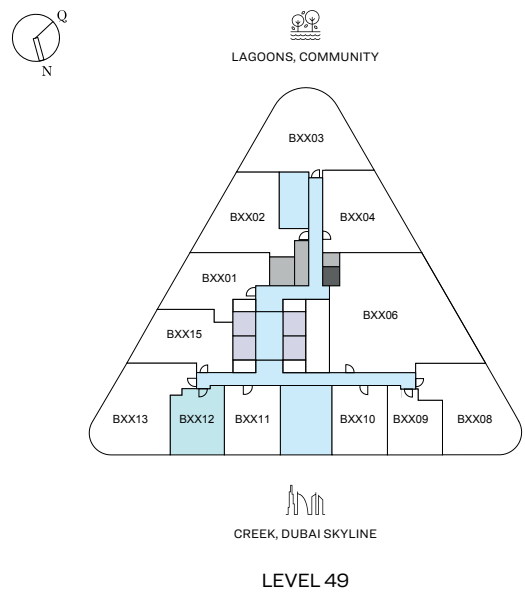 Q
N
LAGOONS, COMMUNITY
BXX03
BXX02
BXX04
BXX01
BXX06
BXX15
BXX13
BXX12
BXX11
BXX10
BXX09
BXX08
CREEK, DUBAI SKYLINE
LEVEL 49